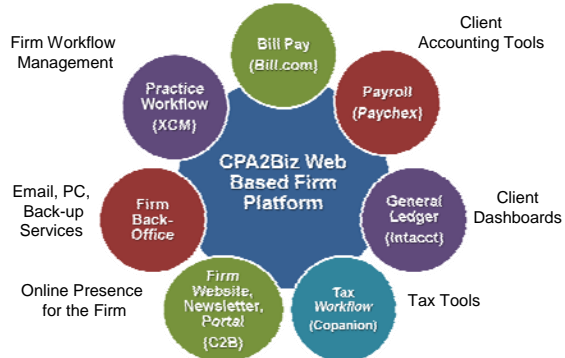 Firm Workflow
Management
Bill Pay
(Bill.com)
Client
Accounting Tools
Practice
Workflow
(XCM)
Payroll
(Paychex)
CPA2Biz Web
Based Firm
Platform
Email, PC,
Back-up
Services
Firm
Back-
Office
General
Ledger
(Intacct)
Client
Dashboards
Online Presence
for the Firm
Firm
Website,
Newsletter,
Portal
(C2B)
Tax
Workflow
(Copanion)
Tax Tools